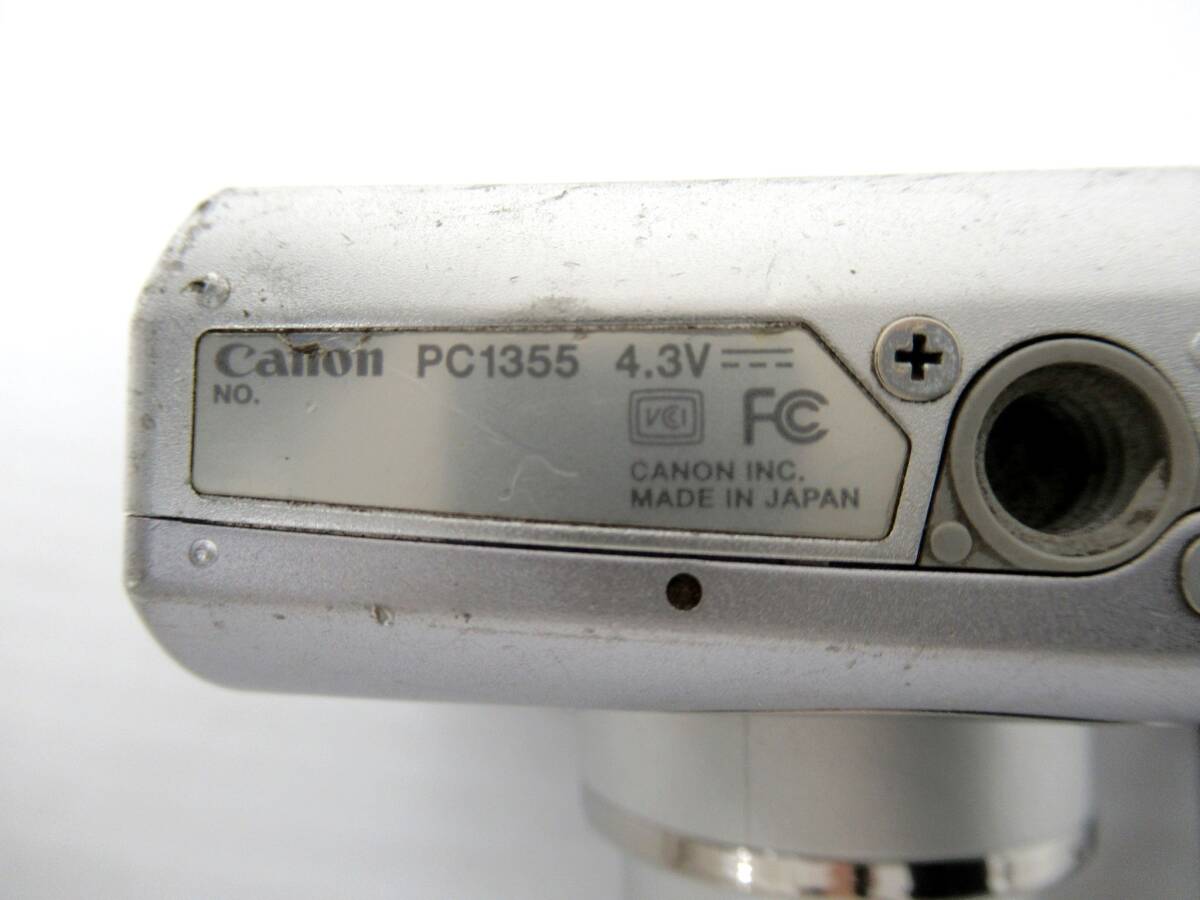 Canon PC1355 4.3V
NO.
VCI FC
CANON INC.
MADE IN JAPAN